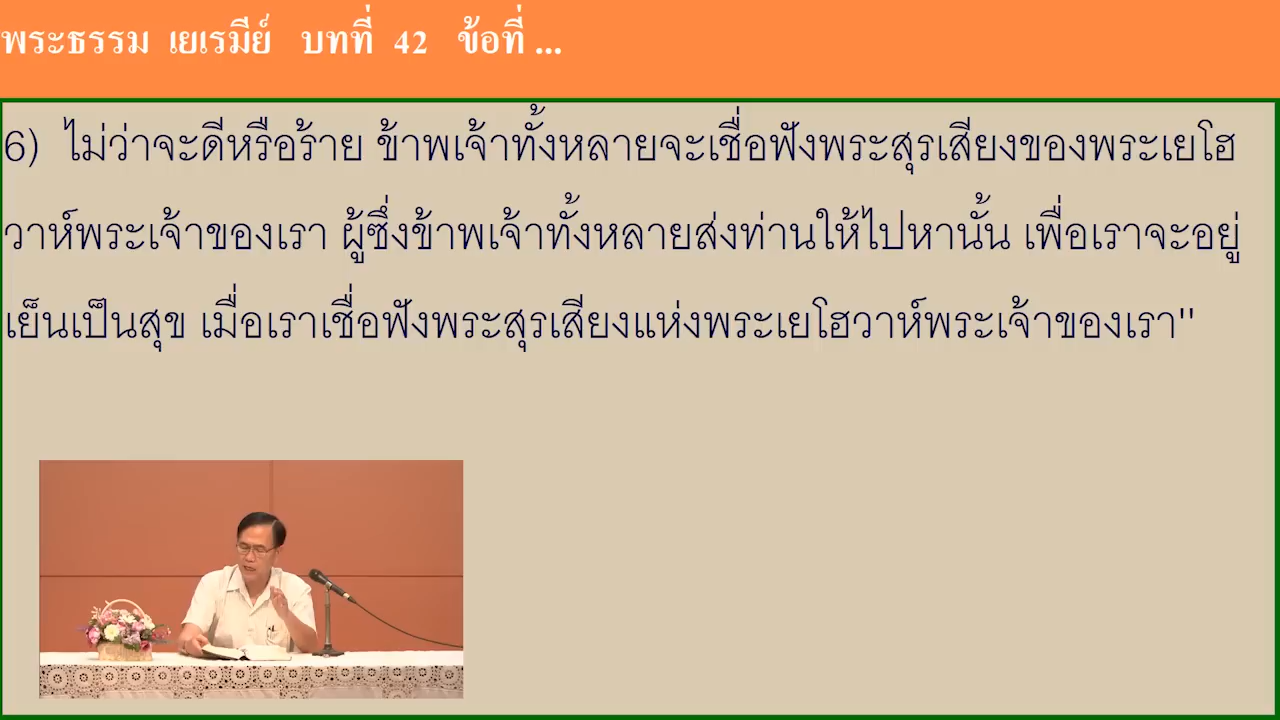 พระธรรม เยเรมีย์ บทที่ 42 ข้อที่ ...
6) ไม่ว่าจะดีหรือร้าย ข้าพเจ้าทั้งหลายจะเชื่อฟังพระสุรเสียงของพระเยโฮ
วาห์พระเจ้าของเรา ผู้ซึ่งข้าพเจ้าทั้งหลายส่งท่านให้ไปหานั้น เพื่อเราจะอยู่
เย็นเป็นสุข เมื่อเราเชื่อฟังพระสุรเสียงแห่งพระเยโฮวาห์พระเจ้าของเรา"